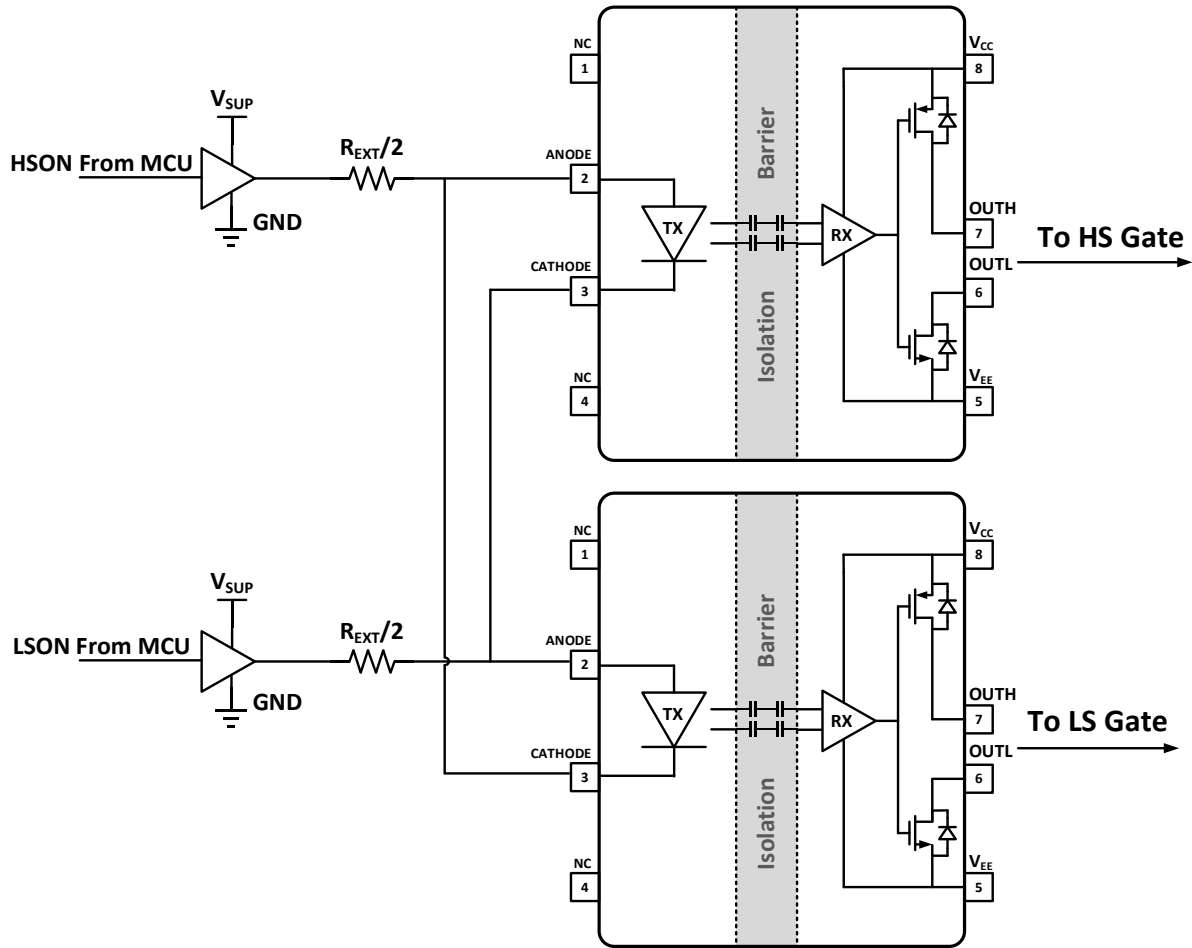 NC
1
V_CC
8
V_SUP
HSON From MCU
R_EXT/2
GND
ANODE
2
CATHODE
3
TX
Barrier
Isolation
RX
OUTH
7
To HS Gate
OUTL
6
NC
4
V_EE
5
NC
1
V_CC
8
V_SUP
LSON From MCU
R_EXT/2
GND
ANODE
2
CATHODE
3
TX
Barrier
Isolation
RX
OUTH
7
To LS Gate
OUTL
6
NC
4
V_EE
5